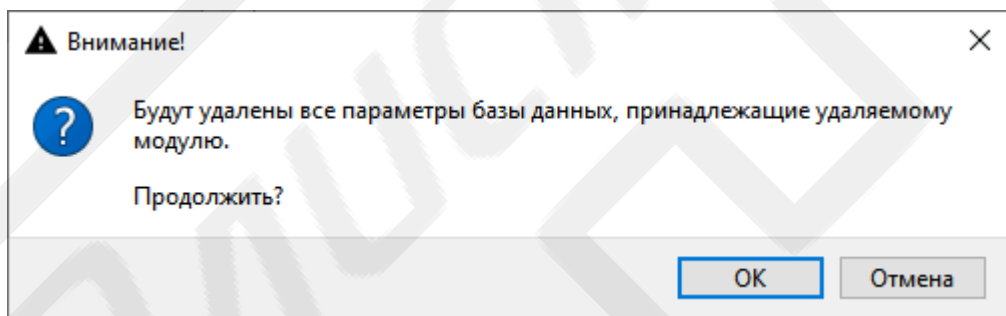 Внимание!
Будут удалены все параметры базы данных, принадлежащие удаляемому
модулю.
Продолжить?
OK
Отмена